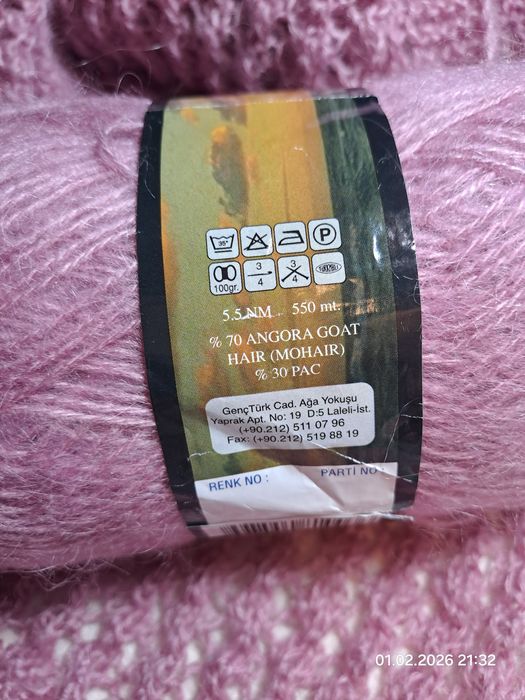 30°
P
100gr.
3
4
3
4
5.5 NM 550 mt.
% 70 ANGORA GOAT
HAIR (MOHAIR)
% 30 PAC
GençTürk Cad. Ağa Yokuşu
Yaprak Apt. No: 19 D:5 Laleli-İst.
(+90.212) 511 07 96
Fax: (+90.212) 519 88 19
RENK NO : PARTİ NO :
01.02.2026 21:32